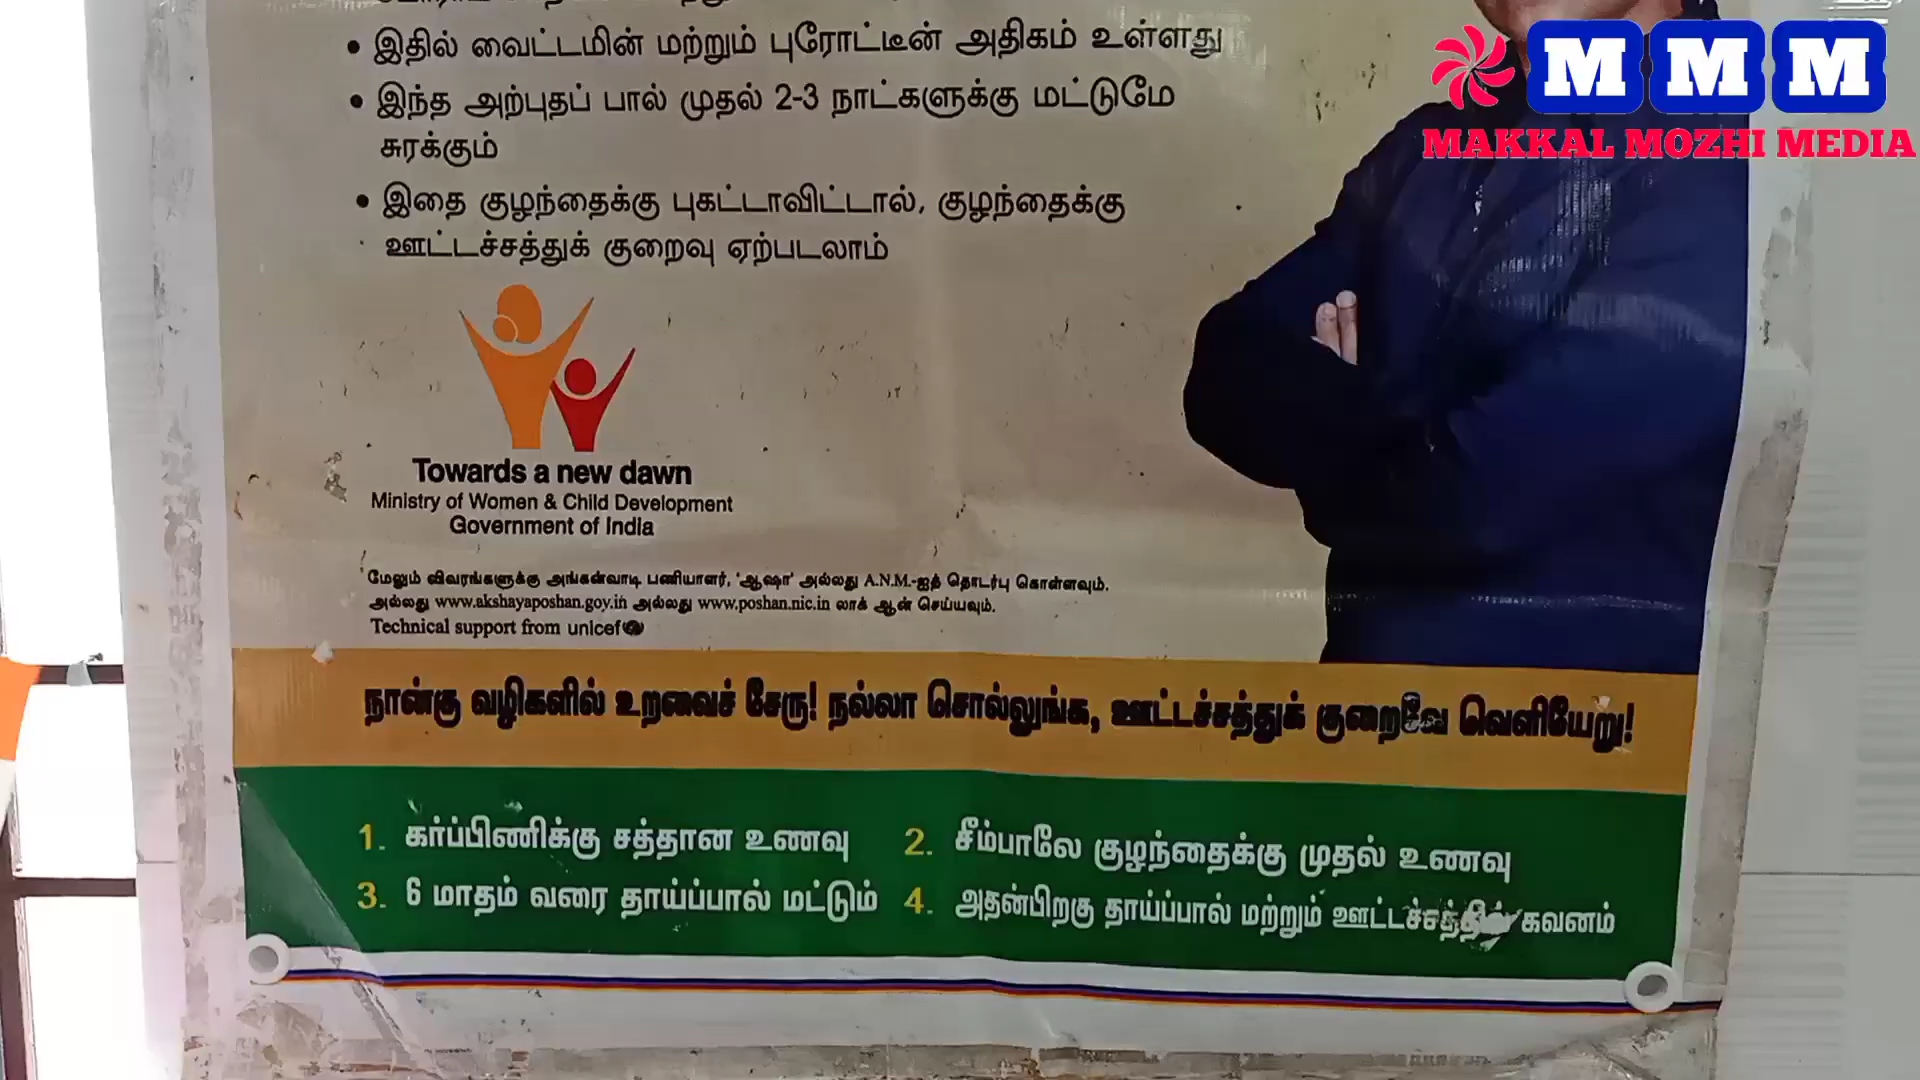 • இதில் வைட்டமின் மற்றும் புரோட்டீன் அதிகம் உள்ளது
• இந்த அற்புதப் பால் முதல் 2-3 நாட்களுக்கு மட்டுமே
சுரக்கும்
• இதை குழந்தைக்கு புகட்டாவிட்டால், குழந்தைக்கு
ஊட்டச்சத்துக் குறைவு ஏற்படலாம்
M M M
MAKKAL MOZHI MEDIA
Towards a new dawn
Ministry of Women & Child Development
Government of India
மேலும் விவரங்களுக்கு அங்கன்வாடி பணியாளர், 'ஆஷா' அல்லது A.N.M.-ஐத் தொடர்பு கொள்ளவும்.
அல்லது www.akshayaposhan.gov.in அல்லது www.poshan.nic.in லாக் ஆன் செய்யவும்.
Technical support from unicef
நான்கு வழிகளில் உறவைச் சேரு! நல்லா சொல்லுங்க, ஊட்டச்சத்துக் குறைவே வெளியேறு!
1. கர்ப்பிணிக்கு சத்தான உணவு 2. சீம்பாலே குழந்தைக்கு முதல் உணவு
3. 6 மாதம் வரை தாய்ப்பால் மட்டும் 4. அதன்பிறகு தாய்ப்பால் மற்றும் ஊட்டச்சத்தில் கவனம்